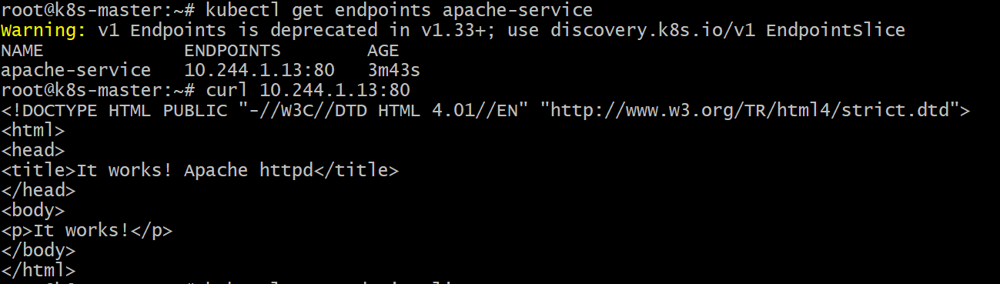 root@k8s-master:~# kubectl get endpoints apache-service
Warning: v1 Endpoints is deprecated in v1.33+; use discovery.k8s.io/v1 EndpointSlice
NAME ENDPOINTS AGE
apache-service 10.244.1.13:80 3m43s
root@k8s-master:~# curl 10.244.1.13:80
<!DOCTYPE HTML PUBLIC "-//W3C//DTD HTML 4.01//EN" "http://www.w3.org/TR/html4/strict.dtd">
<html>
<head>
<title>It works! Apache httpd</title>
</head>
<body>
<p>It works!</p>
</body>
</html>